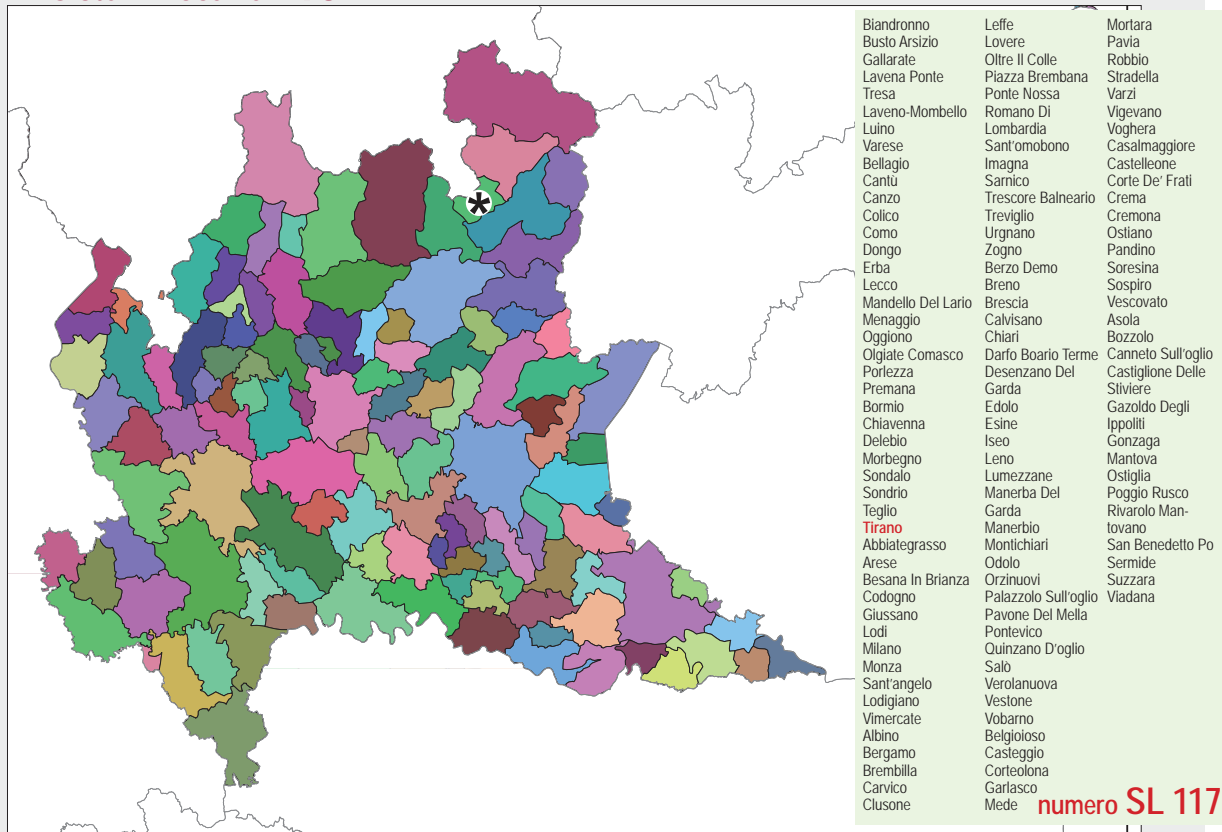 Biandronno
Busto Arsizio
Gallarate
Lavena Ponte
Tresa
Laveno-Mombello
Luino
Varese
Bellagio
Cantù
Canzo
Colico
Como
Dongo
Erba
Lecco
Mandello Del Lario
Menaggio
Oggiono
Olgiate Comasco
Porlezza
Premana
Bormio
Chiavenna
Delebio
Morbegno
Sondalo
Sondrio
Teglio
Tirano
Abbiategrasso
Arese
Besana In Brianza
Codogno
Giussano
Lodi
Milano
Monza
Sant'angelo
Lodigiano
Vimercate
Albino
Bergamo
Brembilla
Carvico
Clusone
Leffe
Lovere
Oltre Il Colle
Piazza Brembana
Ponte Nossa
Romano Di
Lombardia
Sant'omobono
Imagna
Sarnico
Trescore Balneario
Treviglio
Urgnano
Zogno
Berzo Demo
Breno
Brescia
Calvisano
Chiari
Darfo Boario Terme
Desenzano Del
Garda
Edolo
Esine
Iseo
Leno
Lumezzane
Manerba Del
Garda
Manerbio
Montichiari
Odolo
Orzinuovi
Palazzolo Sull'oglio
Pavone Del Mella
Pontevico
Quinzano D'oglio
Salò
Verolanuova
Vestone
Vobarno
Belgioioso
Casteggio
Corteolona
Garlasco
Mede
Mortara
Pavia
Robbio
Stradella
Varzi
Vigevano
Voghera
Casalmaggiore
Castelleone
Corte De' Frati
Crema
Cremona
Ostiano
Pandino
Soresina
Sospiro
Vescovato
Asola
Bozzolo
Canneto Sull'oglio
Castiglione Delle
Stiviere
Gazoldo Degli
Ippoliti
Gonzaga
Mantova
Ostiglia
Poggio Rusco
Rivarolo Man-
tovano
San Benedetto Po
Sermide
Suzzara
Viadana
numero SL 117
*